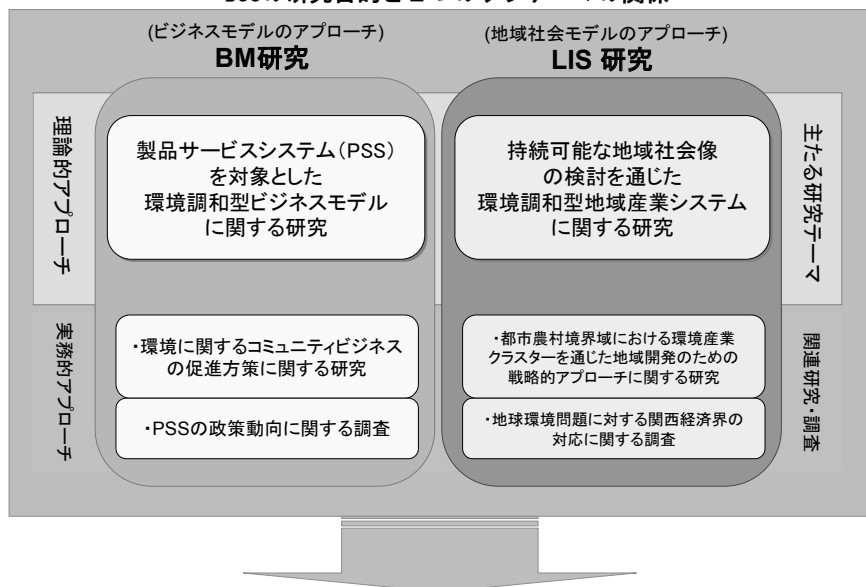 (ビジネスモデルのアプローチ)
BM研究
(地域社会モデルのアプローチ)
LIS 研究
理論的アプローチ
製品サービスシステム(PSS)
を対象とした
環境調和型ビジネスモデル
に関する研究
持続可能な地域社会像
の検討を通じた
環境調和型地域産業システム
に関する研究
主たる研究テーマ
実務的アプローチ
・環境に関するコミュニティビジネス
の促進方策に関する研究
・PSSの政策動向に関する調査
・都市農村境界域における環境産業
クラスターを通じた地域開発のための
戦略的アプローチに関する研究
・地球環境問題に対する関西経済界の
対応に関する調査
関連研究・調査